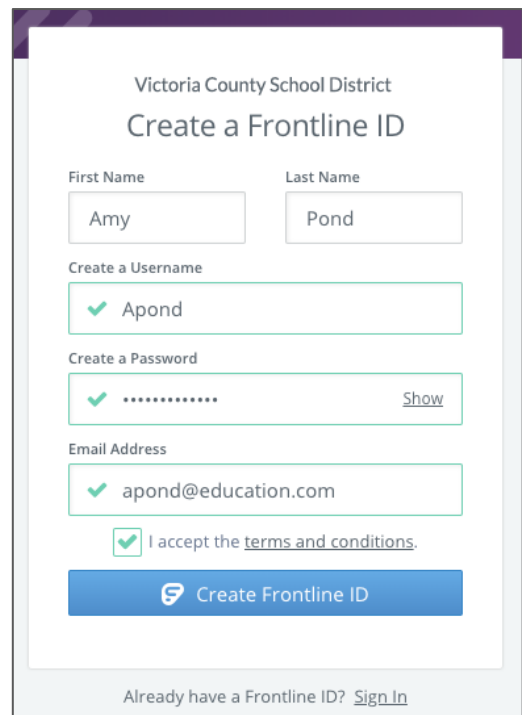 Victoria County School District
Create a Frontline ID
First Name Last Name
Amy Pond
Create a Username
Apond
Create a Password
••••••••••••• Show
Email Address
apond@education.com
I accept the terms and conditions.
Create Frontline ID
Already have a Frontline ID? Sign In